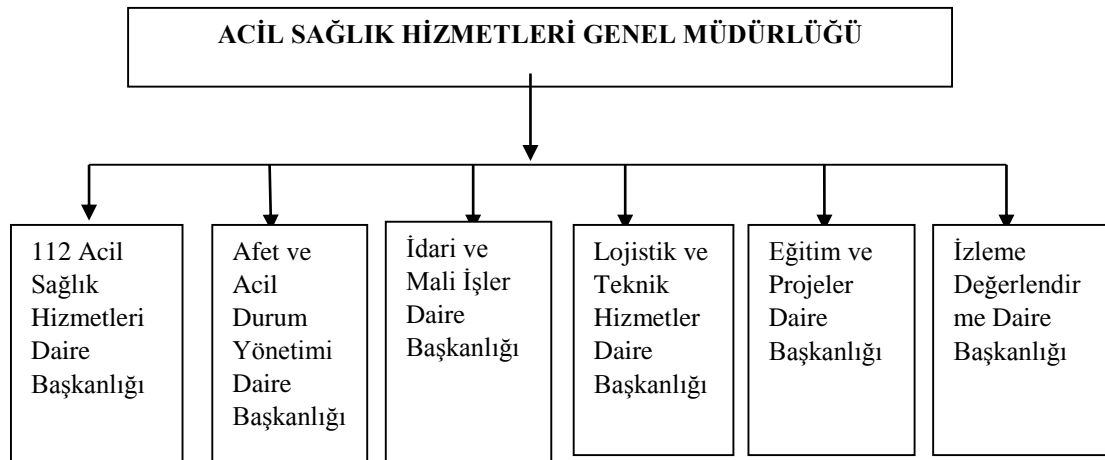 ACİL SAĞLIK HİZMETLERİ GENEL MÜDÜRLÜĞÜ
112 Acil
Sağlık
Hizmetleri
Daire
Başkanlığı
Afet ve
Acil
Durum
Yönetimi
Daire
Başkanlığı
İdari ve
Mali İşler
Daire
Başkanlığı
Lojistik ve
Teknik
Hizmetler
Daire
Başkanlığı
Eğitim ve
Projeler
Daire
Başkanlığı
İzleme
Değerlendir
me Daire
Başkanlığı